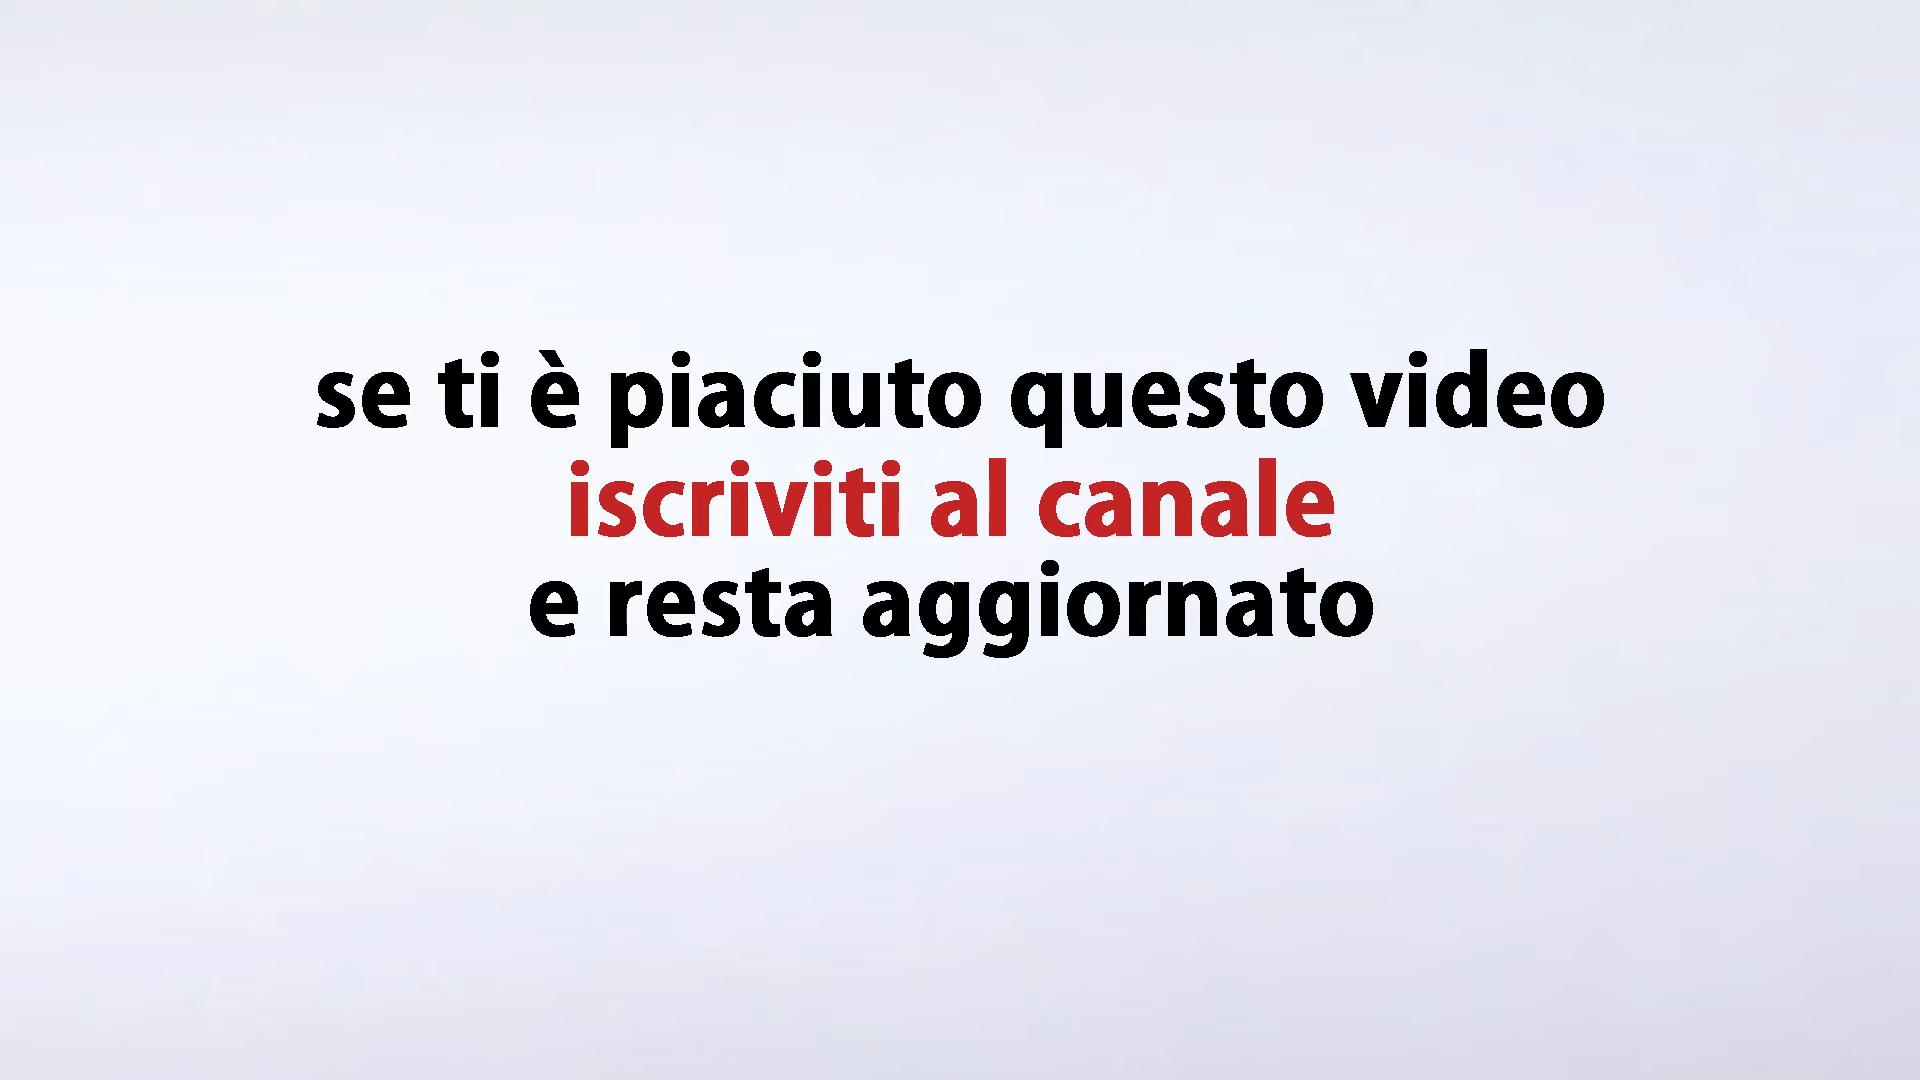 se ti è piaciuto questo video
iscriviti al canale
e resta aggiornato